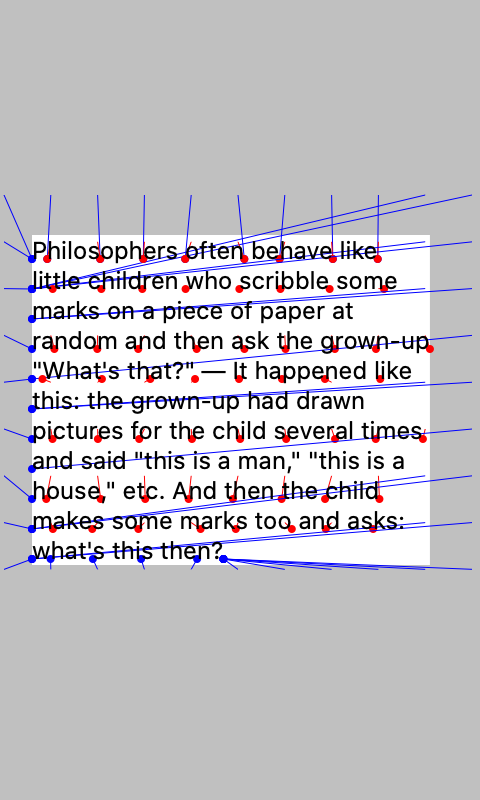 Philosophers often behave like
little children who scribble some
marks on a piece of paper at
random and then ask the grown-up
"What's that?" — It happened like
this: the grown-up had drawn
pictures for the child several times
and said "this is a man," "this is a
house," etc. And then the child
makes some marks too and asks:
what's this then?